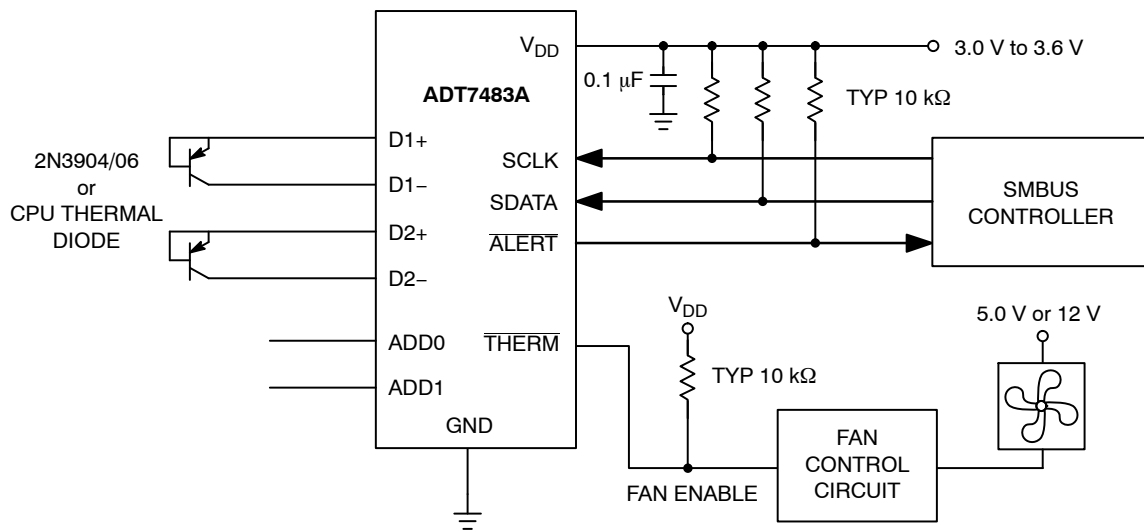 V_DD
3.0 V to 3.6 V
0.1 μF
ADT7483A
TYP 10 kΩ
D1+
2N3904/06
or
CPU THERMAL
DIODE
SCLK
D1−
SMBUS
CONTROLLER
SDATA
D2+
ALERT
D2−
V_DD
5.0 V or 12 V
ADD0
THERM
TYP 10 kΩ
ADD1
GND
FAN
CONTROL
CIRCUIT
FAN ENABLE